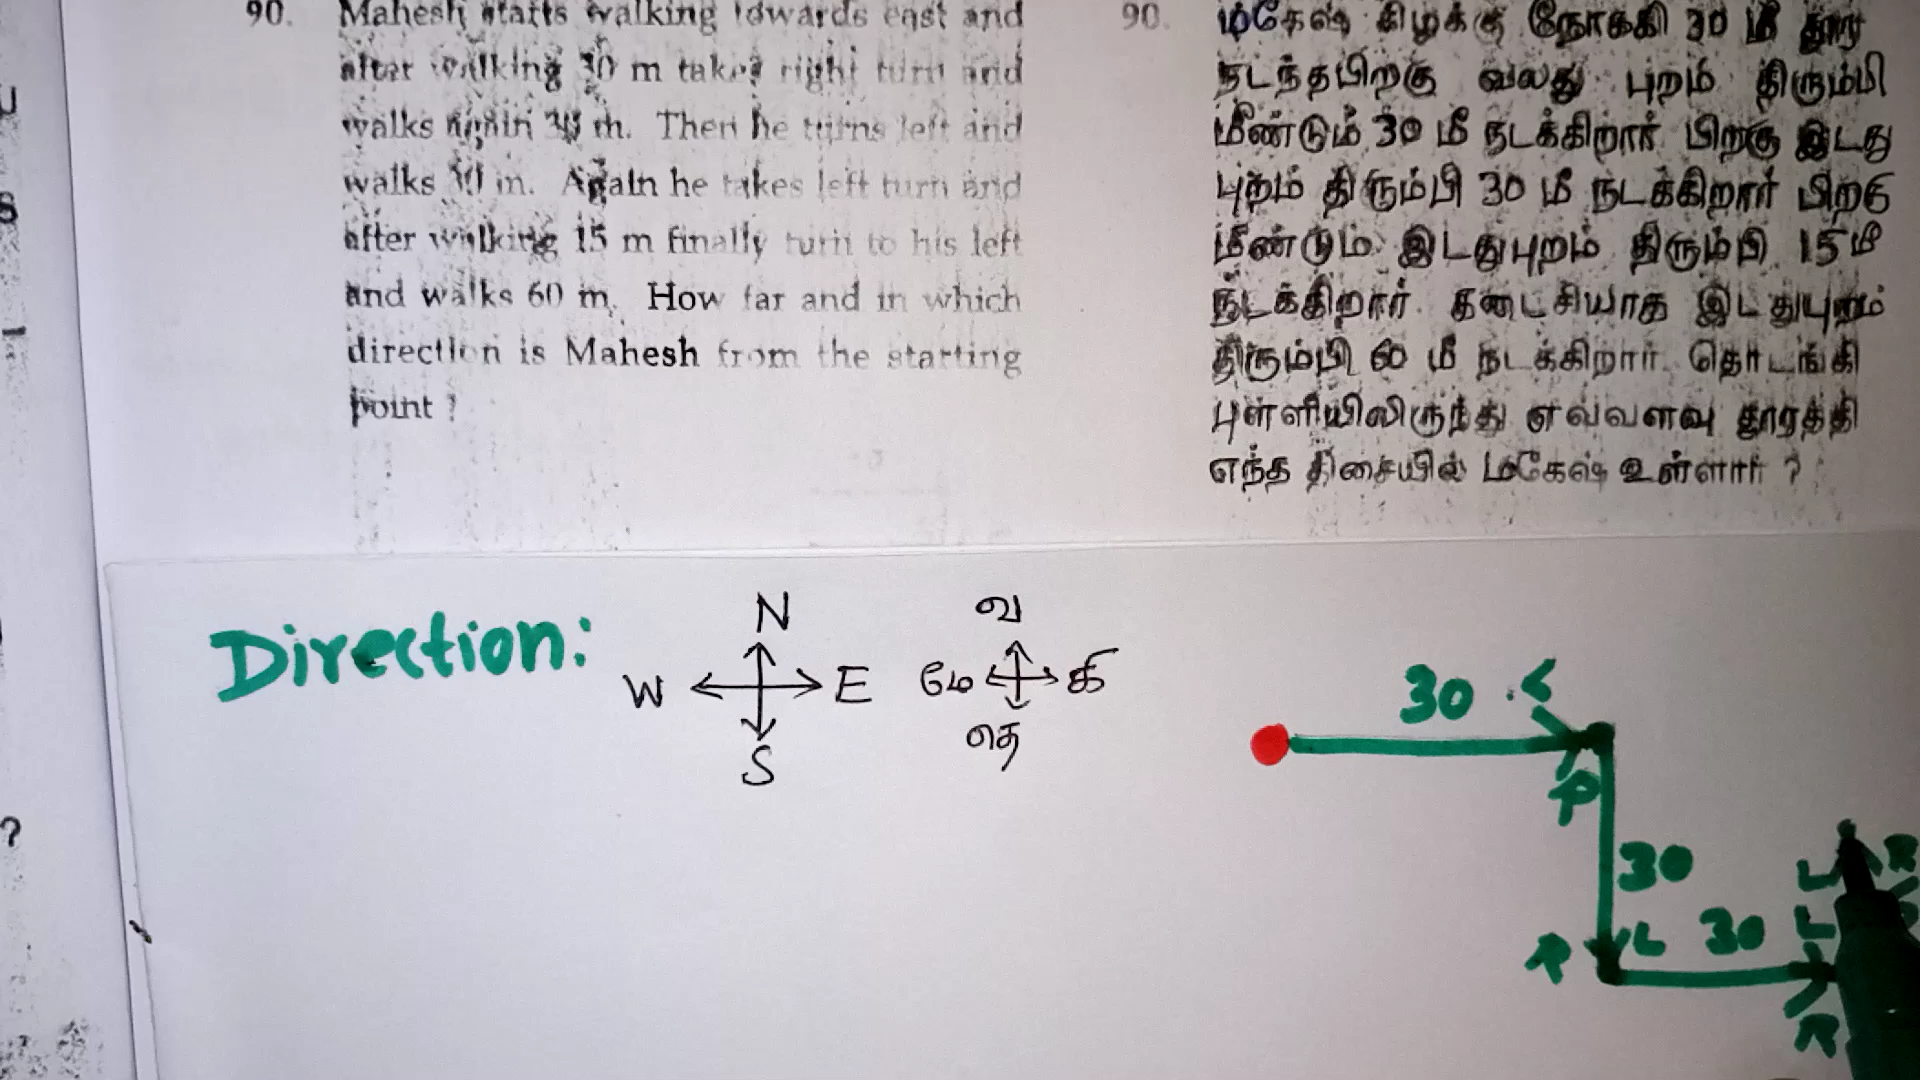 90. Mahesh starts walking towards east and
after walking 30 m takes right turn and
walks again 30 m. Then he turns left and
walks 30 m. Again he takes left turn and
after walking 15 m finally turn to his left
and walks 60 m. How far and in which
direction is Mahesh from the starting
point ?
90. மகேஷ் கிழக்கு நோக்கி 30 மீ தூர
நடந்தபிறகு வலது புறம் திரும்பி
மீண்டும் 30 மீ நடக்கிறார் பிறகு இடது
புறம் திரும்பி 30 மீ நடக்கிறார் பிறகு
மீண்டும் இடதுபுறம் திரும்பி 15 மீ
நடக்கிறார். கடைசியாக இடதுபுறம்
திரும்பி 60 மீ நடக்கிறார். தொடங்கி
புள்ளியிலிருந்து எவ்வளவு தூரத்தி
எந்த திசையில் மகேஷ் உள்ளார் ?
Direction:
N
W E
S
வ
மே கி
தெ
30
30
L 30 L
L R
R
R
?